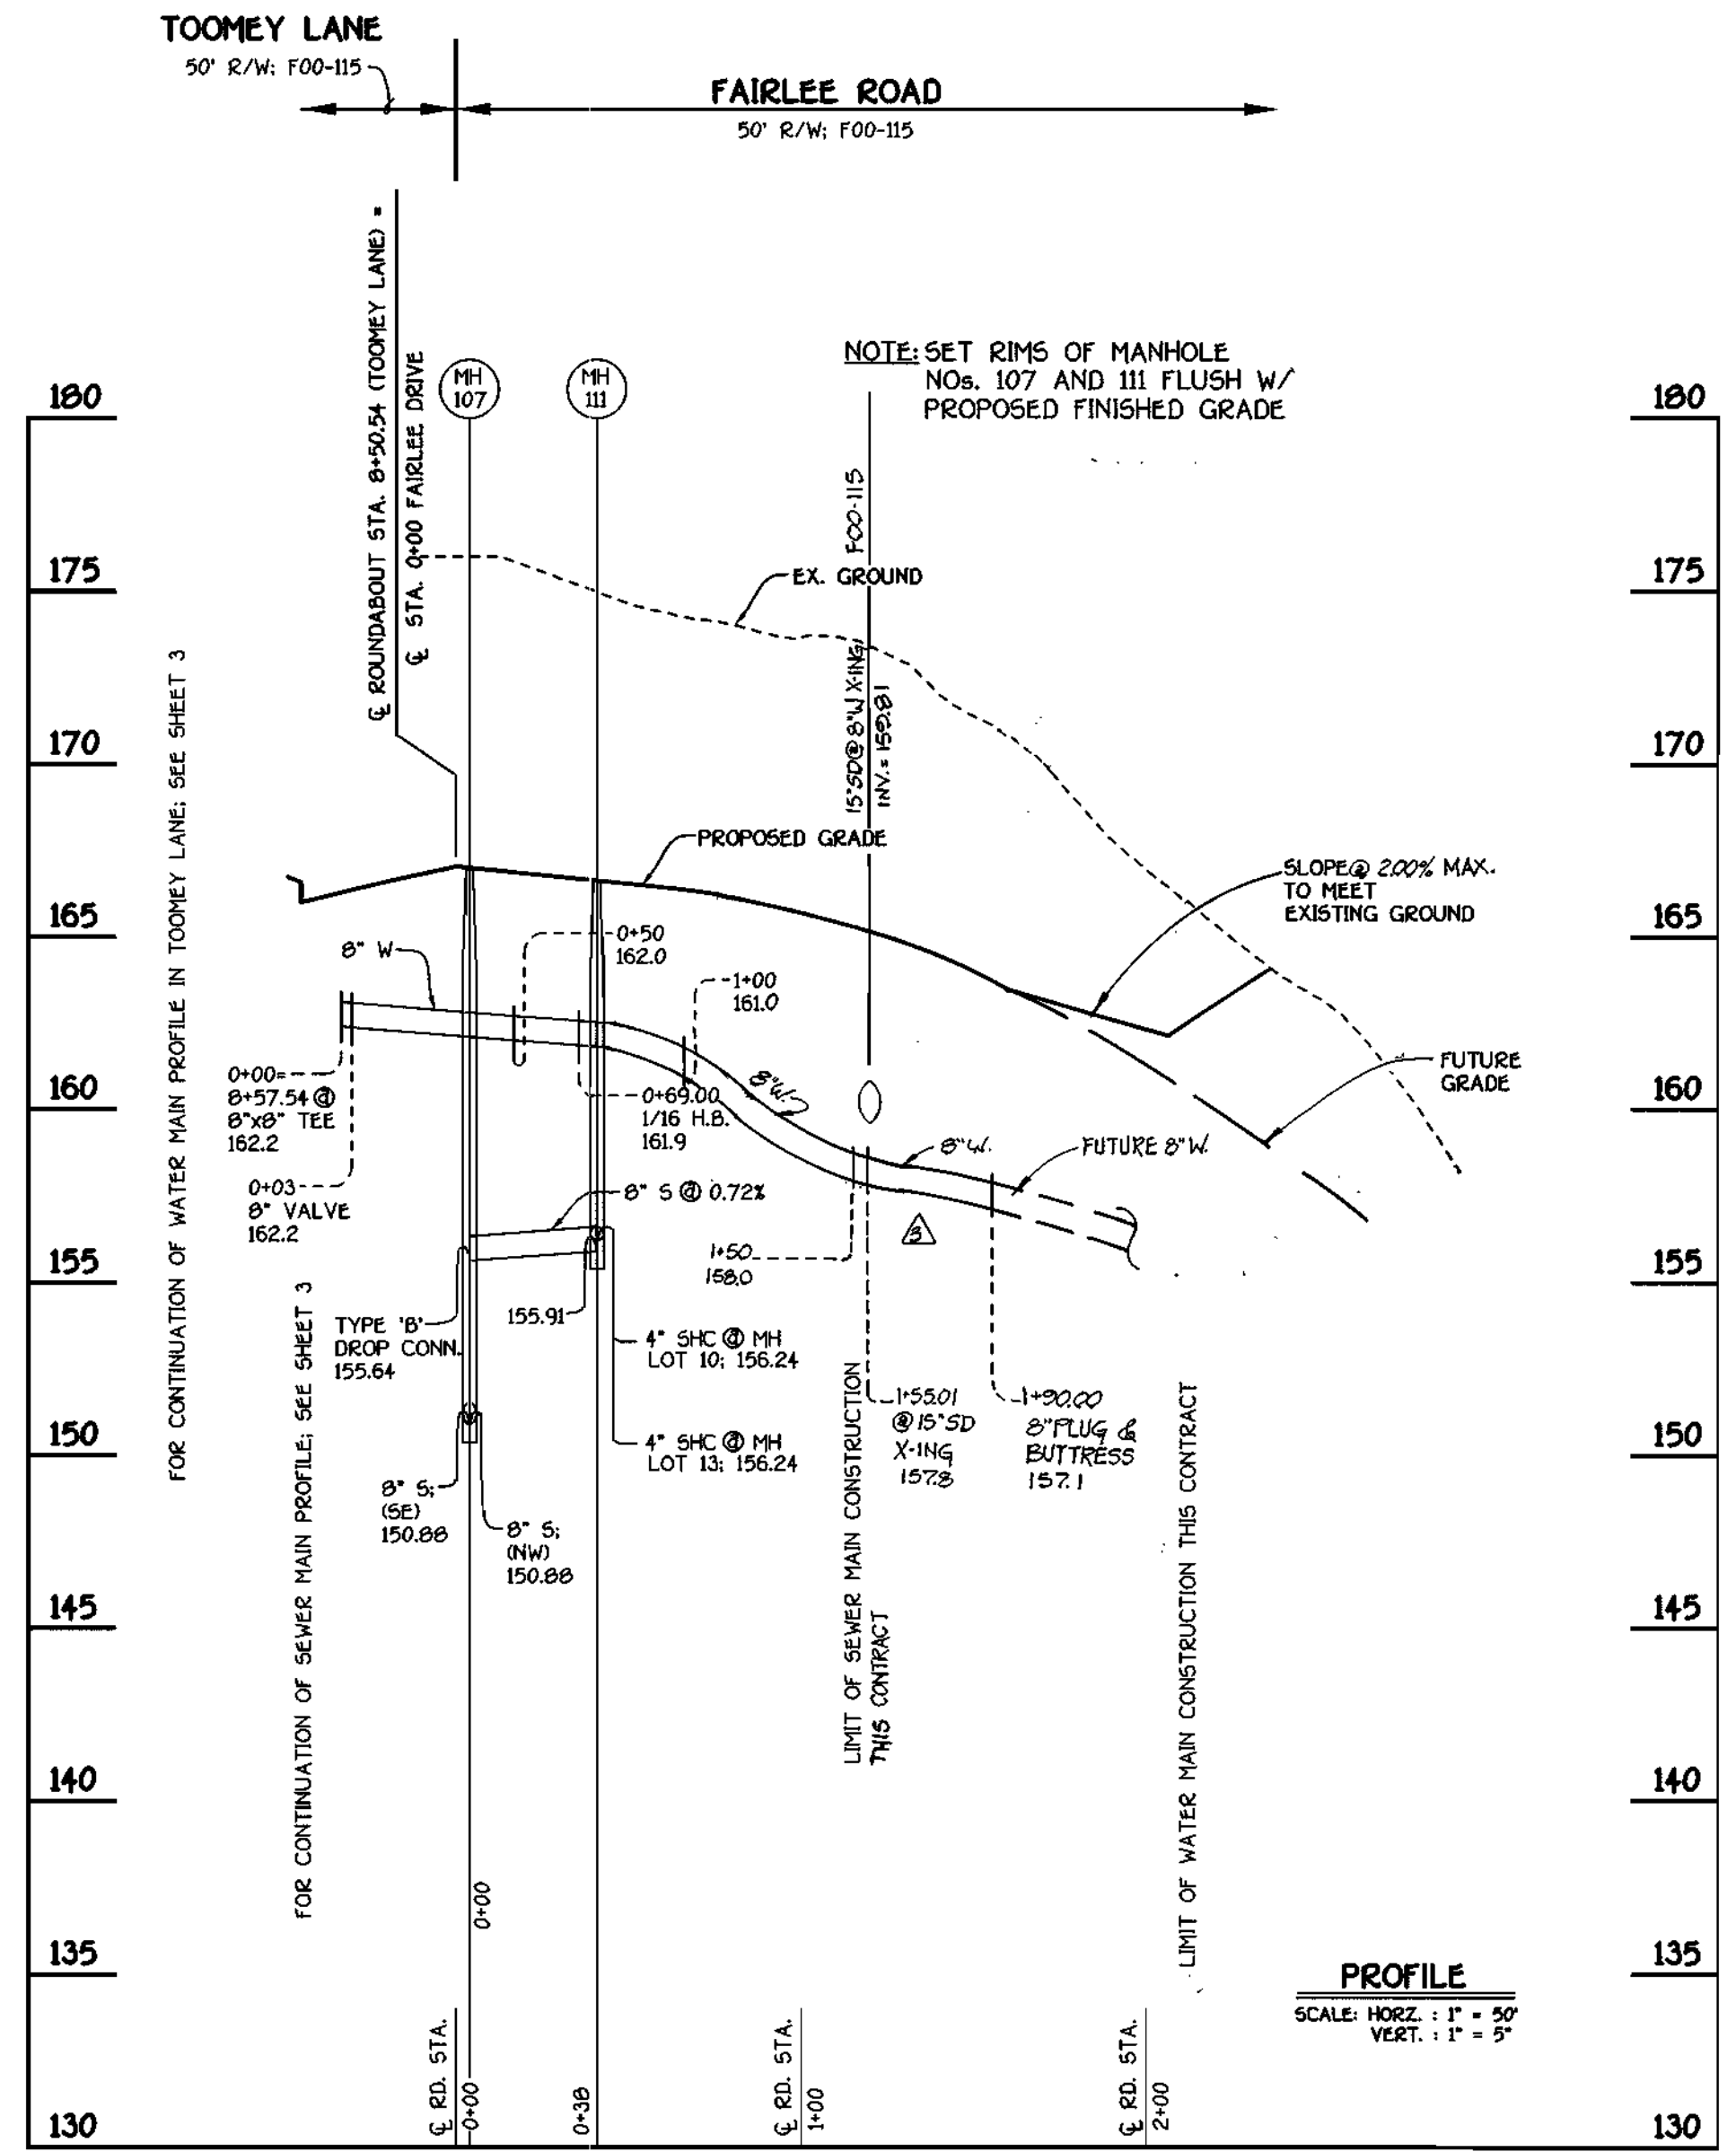 TOOMEY LANE
50' R/W; F00-115
FAIRLEE ROAD
50' R/W; F00-115
℄ ROUNDABOUT STA. 8+50.54 (TOOMEY LANE) =
℄ STA. 0+00 FAIRLEE DRIVE
MH
107
MH
111
NOTE: SET RIMS OF MANHOLE
NOs. 107 AND 111 FLUSH W/
PROPOSED FINISHED GRADE
180
175
170
165
160
155
150
145
140
135
130
180
175
170
165
160
155
150
145
140
135
130
FOR CONTINUATION OF WATER MAIN PROFILE IN TOOMEY LANE; SEE SHEET 3
FOR CONTINUATION OF SEWER MAIN PROFILE; SEE SHEET 3
EX. GROUND
F00-115
15"SD@8"W X-ING
INV.=
PROPOSED GRADE
SLOPE@ 2.00% MAX.
TO MEET
EXISTING GROUND
8" W
0+50
162.0
1+00
161.0
0+00=
8+57.54 @
8"x8" TEE
162.2
0+03
8" VALVE
162.2
0+69.00
1/16 H.B.
161.9
8"W.
8"W.
FUTURE 8"W.
FUTURE
GRADE
8" S @ 0.72%
3
1+50
158.0
TYPE 'B'
DROP CONN.
155.64
155.91
4" SHC @ MH
LOT 10; 156.24
4" SHC @ MH
LOT 13; 156.24
1+55.01
@15"SD
X-ING
157.8
1+90.00
8"PLUG &
BUTTRESS
157.1
8" S;
(SE)
150.88
8" S;
(NW)
150.88
LIMIT OF SEWER MAIN CONSTRUCTION
THIS CONTRACT
LIMIT OF WATER MAIN CONSTRUCTION THIS CONTRACT
0+00
℄ RD. STA.
0+00
0+38
℄ RD. STA.
1+00
℄ RD. STA.
2+00
PROFILE
SCALE: HORZ. : 1" = 50'
VERT. : 1" = 5"